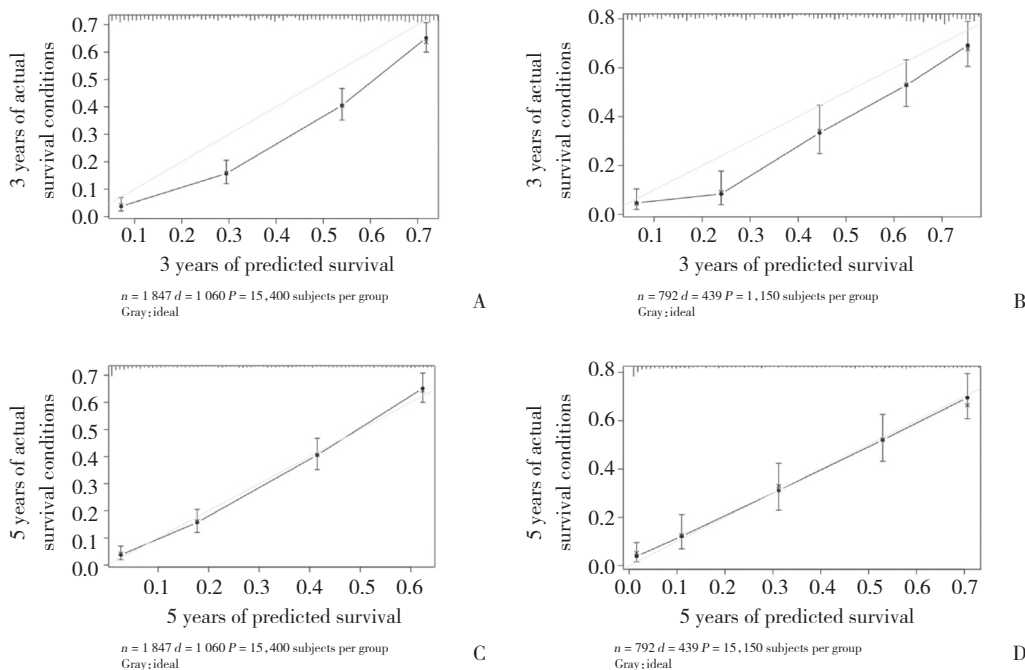 0.7
0.6
0.5
0.4
0.3
0.2
0.1
0.0
3 years of actual
survival conditions
0.1 0.2 0.3 0.4 0.5 0.6 0.7
3 years of predicted survival
n = 1 847 d = 1 060 P = 15,400 subjects per group
Gray:ideal
A
0.8
0.6
0.4
0.2
0.0
3 years of actual
survival conditions
0.1 0.2 0.3 0.4 0.5 0.6 0.7
3 years of predicted survival
n = 792 d = 439 P = 1,150 subjects per group
Gray:ideal
B
0.7
0.6
0.5
0.4
0.3
0.2
0.1
0.0
5 years of actual
survival conditions
0.1 0.2 0.3 0.4 0.5 0.6
5 years of predicted survival
n = 1 847 d = 1 060 P = 15,400 subjects per group
Gray:ideal
C
0.8
0.6
0.4
0.2
0.0
5 years of actual
survival conditions
0.0 0.1 0.2 0.3 0.4 0.5 0.6 0.7
5 years of predicted survival
n = 792 d = 439 P = 15,150 subjects per group
Gray:ideal
D